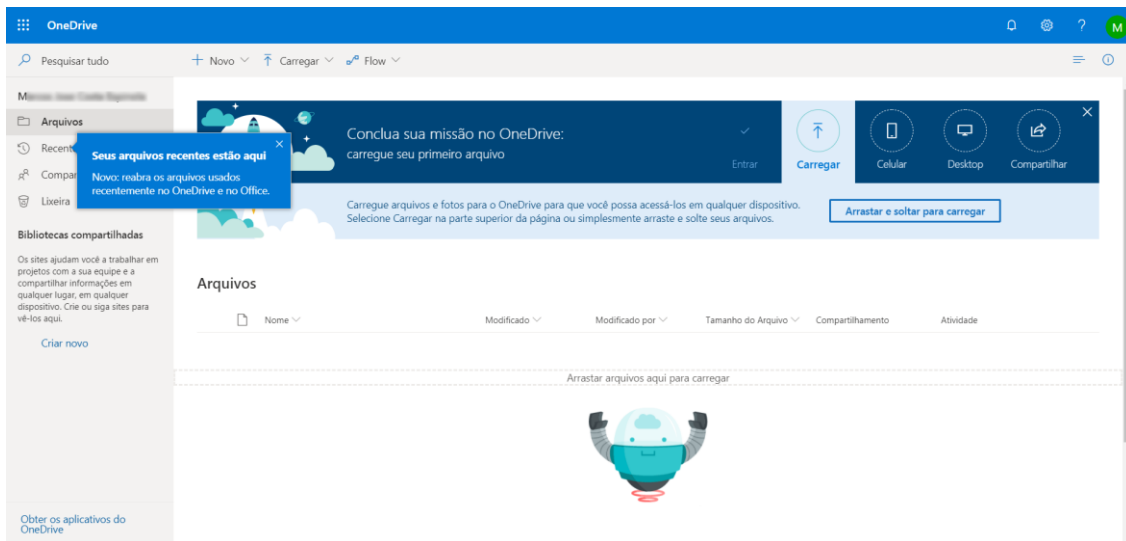 OneDrive
M
Pesquisar tudo
Novo
Carregar
Flow
Arquivos
Recent
Compar
Lixeira
Seus arquivos recentes estão aqui
Novo: reabra os arquivos usados
recentemente no OneDrive e no Office.
Bibliotecas compartilhadas
Os sites ajudam você a trabalhar em
projetos com a sua equipe e a
compartilhar informações em
qualquer lugar, em qualquer
dispositivo. Crie ou siga sites para
vê-los aqui.
Criar novo
Obter os aplicativos do
OneDrive
Conclua sua missão no OneDrive:
carregue seu primeiro arquivo
Entrar
Carregar
Celular
Desktop
Compartilhar
Carregue arquivos e fotos para o OneDrive para que você possa acessá-los em qualquer dispositivo.
Selecione Carregar na parte superior da página ou simplesmente arraste e solte seus arquivos.
Arrastar e soltar para carregar
Arquivos
Nome
Modificado
Modificado por
Tamanho do Arquivo
Compartilhamento
Atividade
Arrastar arquivos aqui para carregar